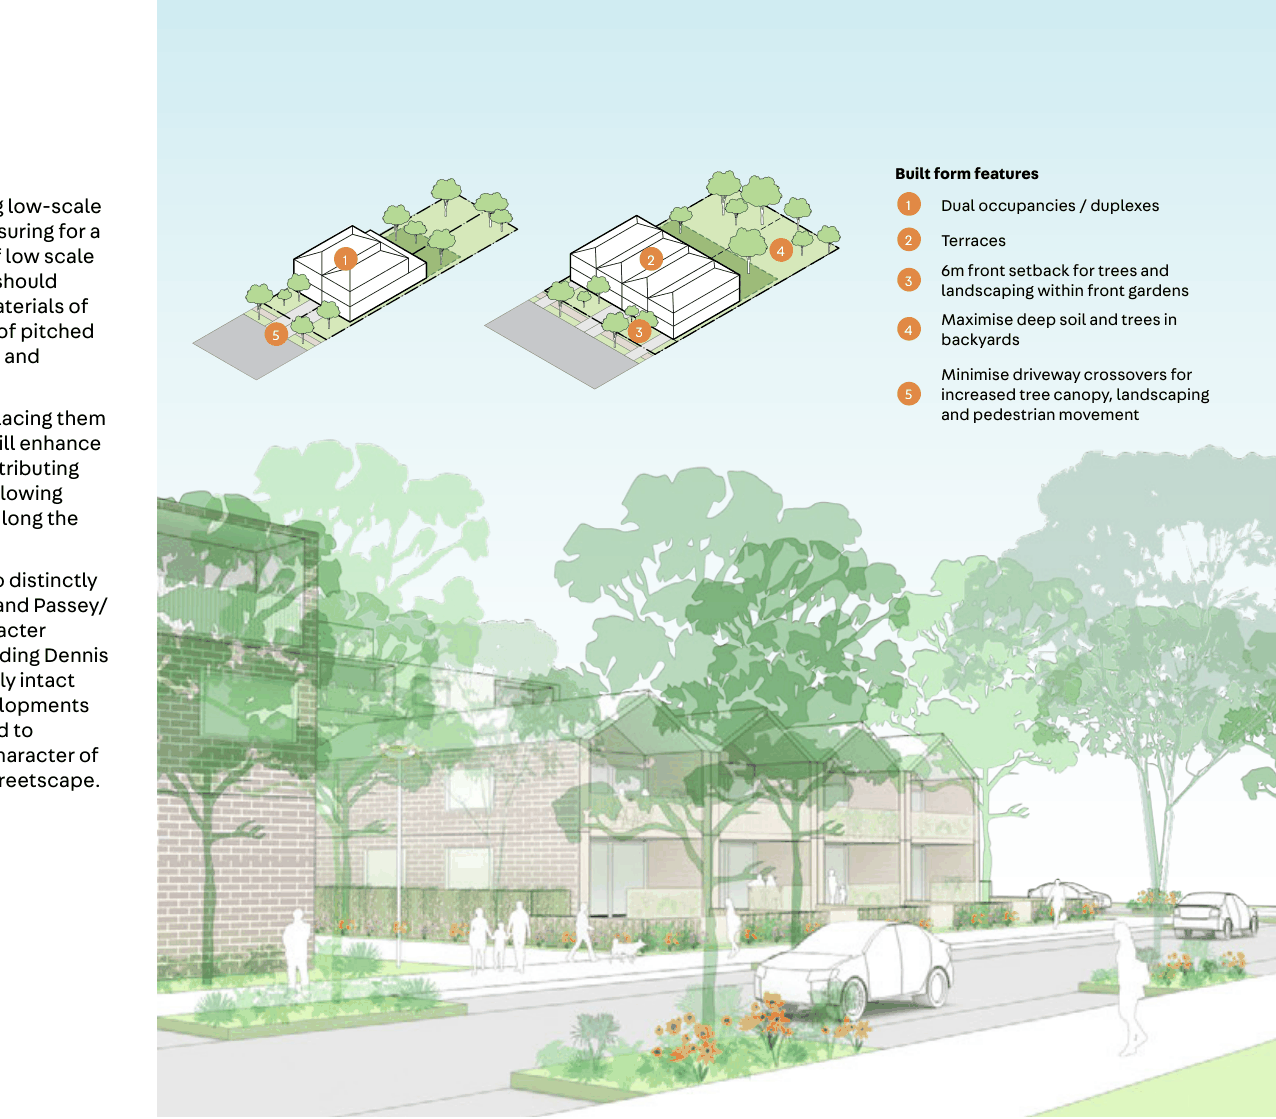 low-scale
suring for a
low scale
should
aterials of
of pitched
and
lacing them
ill enhance
tributing
lowing
long the
distinctly
and Passey/
acter
ding Dennis
ly intact
lopments
d to
haracter of
reetscape.
Built form features
1 Dual occupancies / duplexes
2 Terraces
3 6m front setback for trees and
landscaping within front gardens
4 Maximise deep soil and trees in
backyards
5 Minimise driveway crossovers for
increased tree canopy, landscaping
and pedestrian movement
1
5
2
4
3